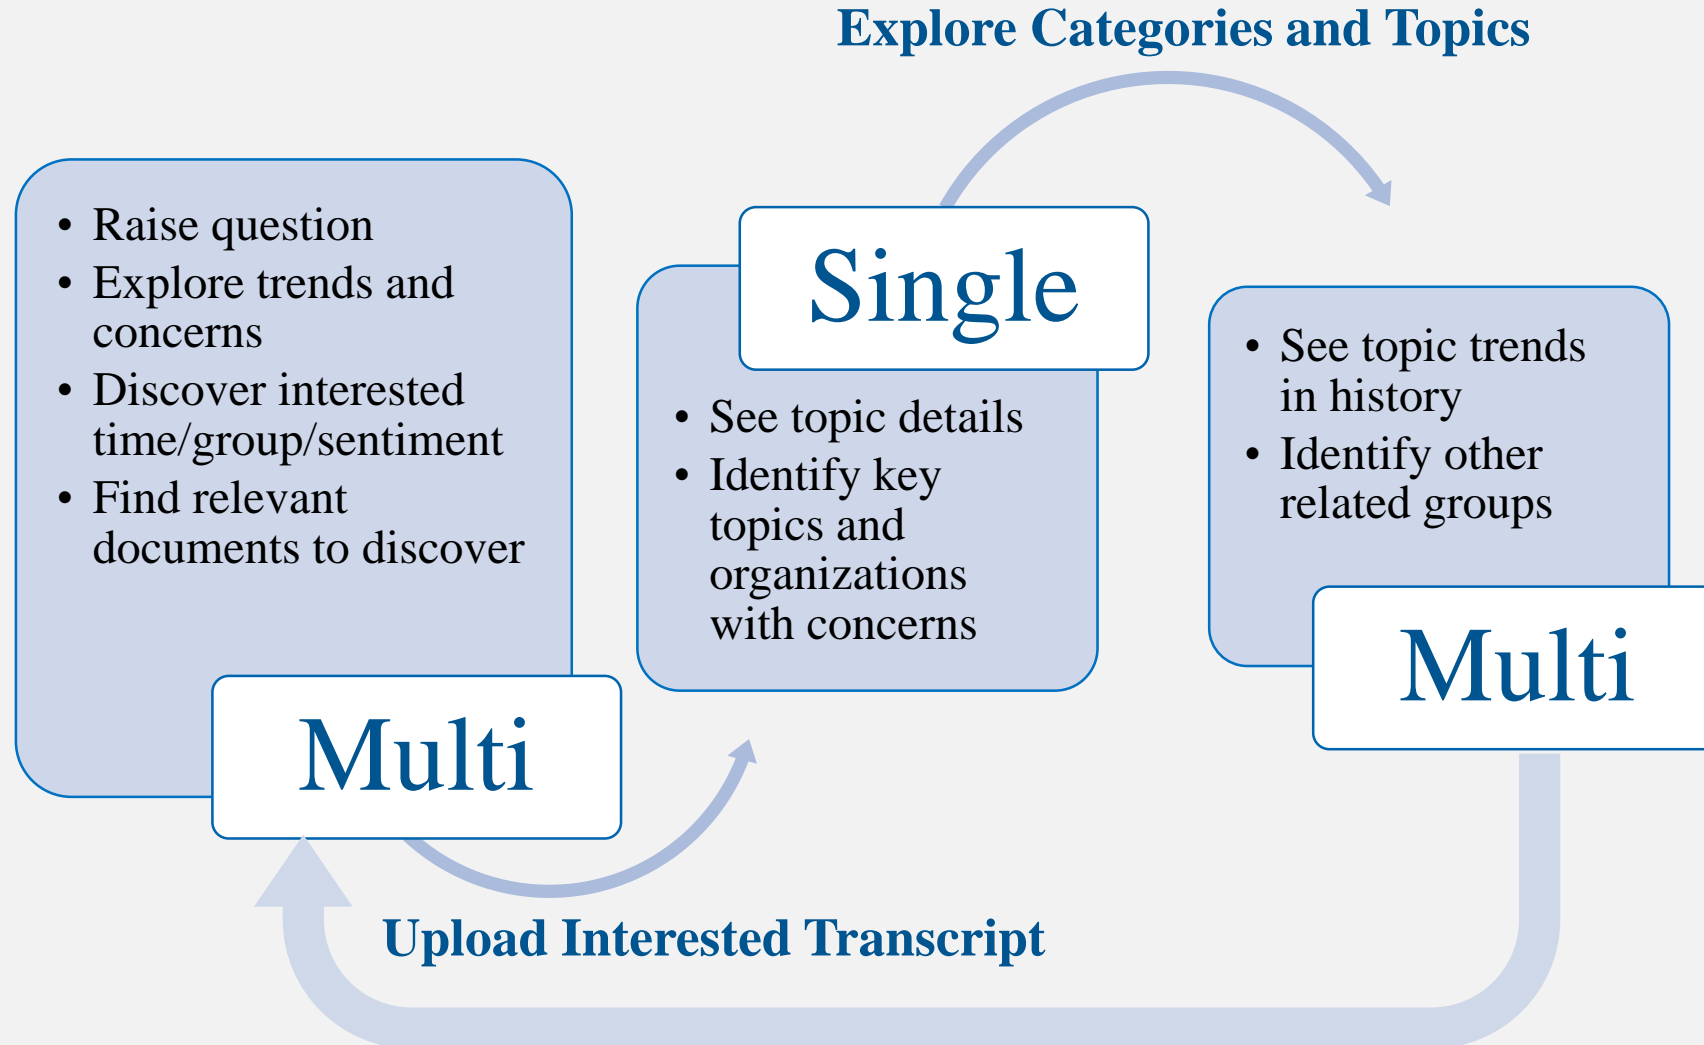 Explore Categories and Topics
• Raise question
• Explore trends and
concerns
• Discover interested
time/group/sentiment
• Find relevant
documents to discover
Multi
Upload Interested Transcript
Single
• See topic details
• Identify key
topics and
organizations
with concerns
• See topic trends
in history
• Identify other
related groups
Multi